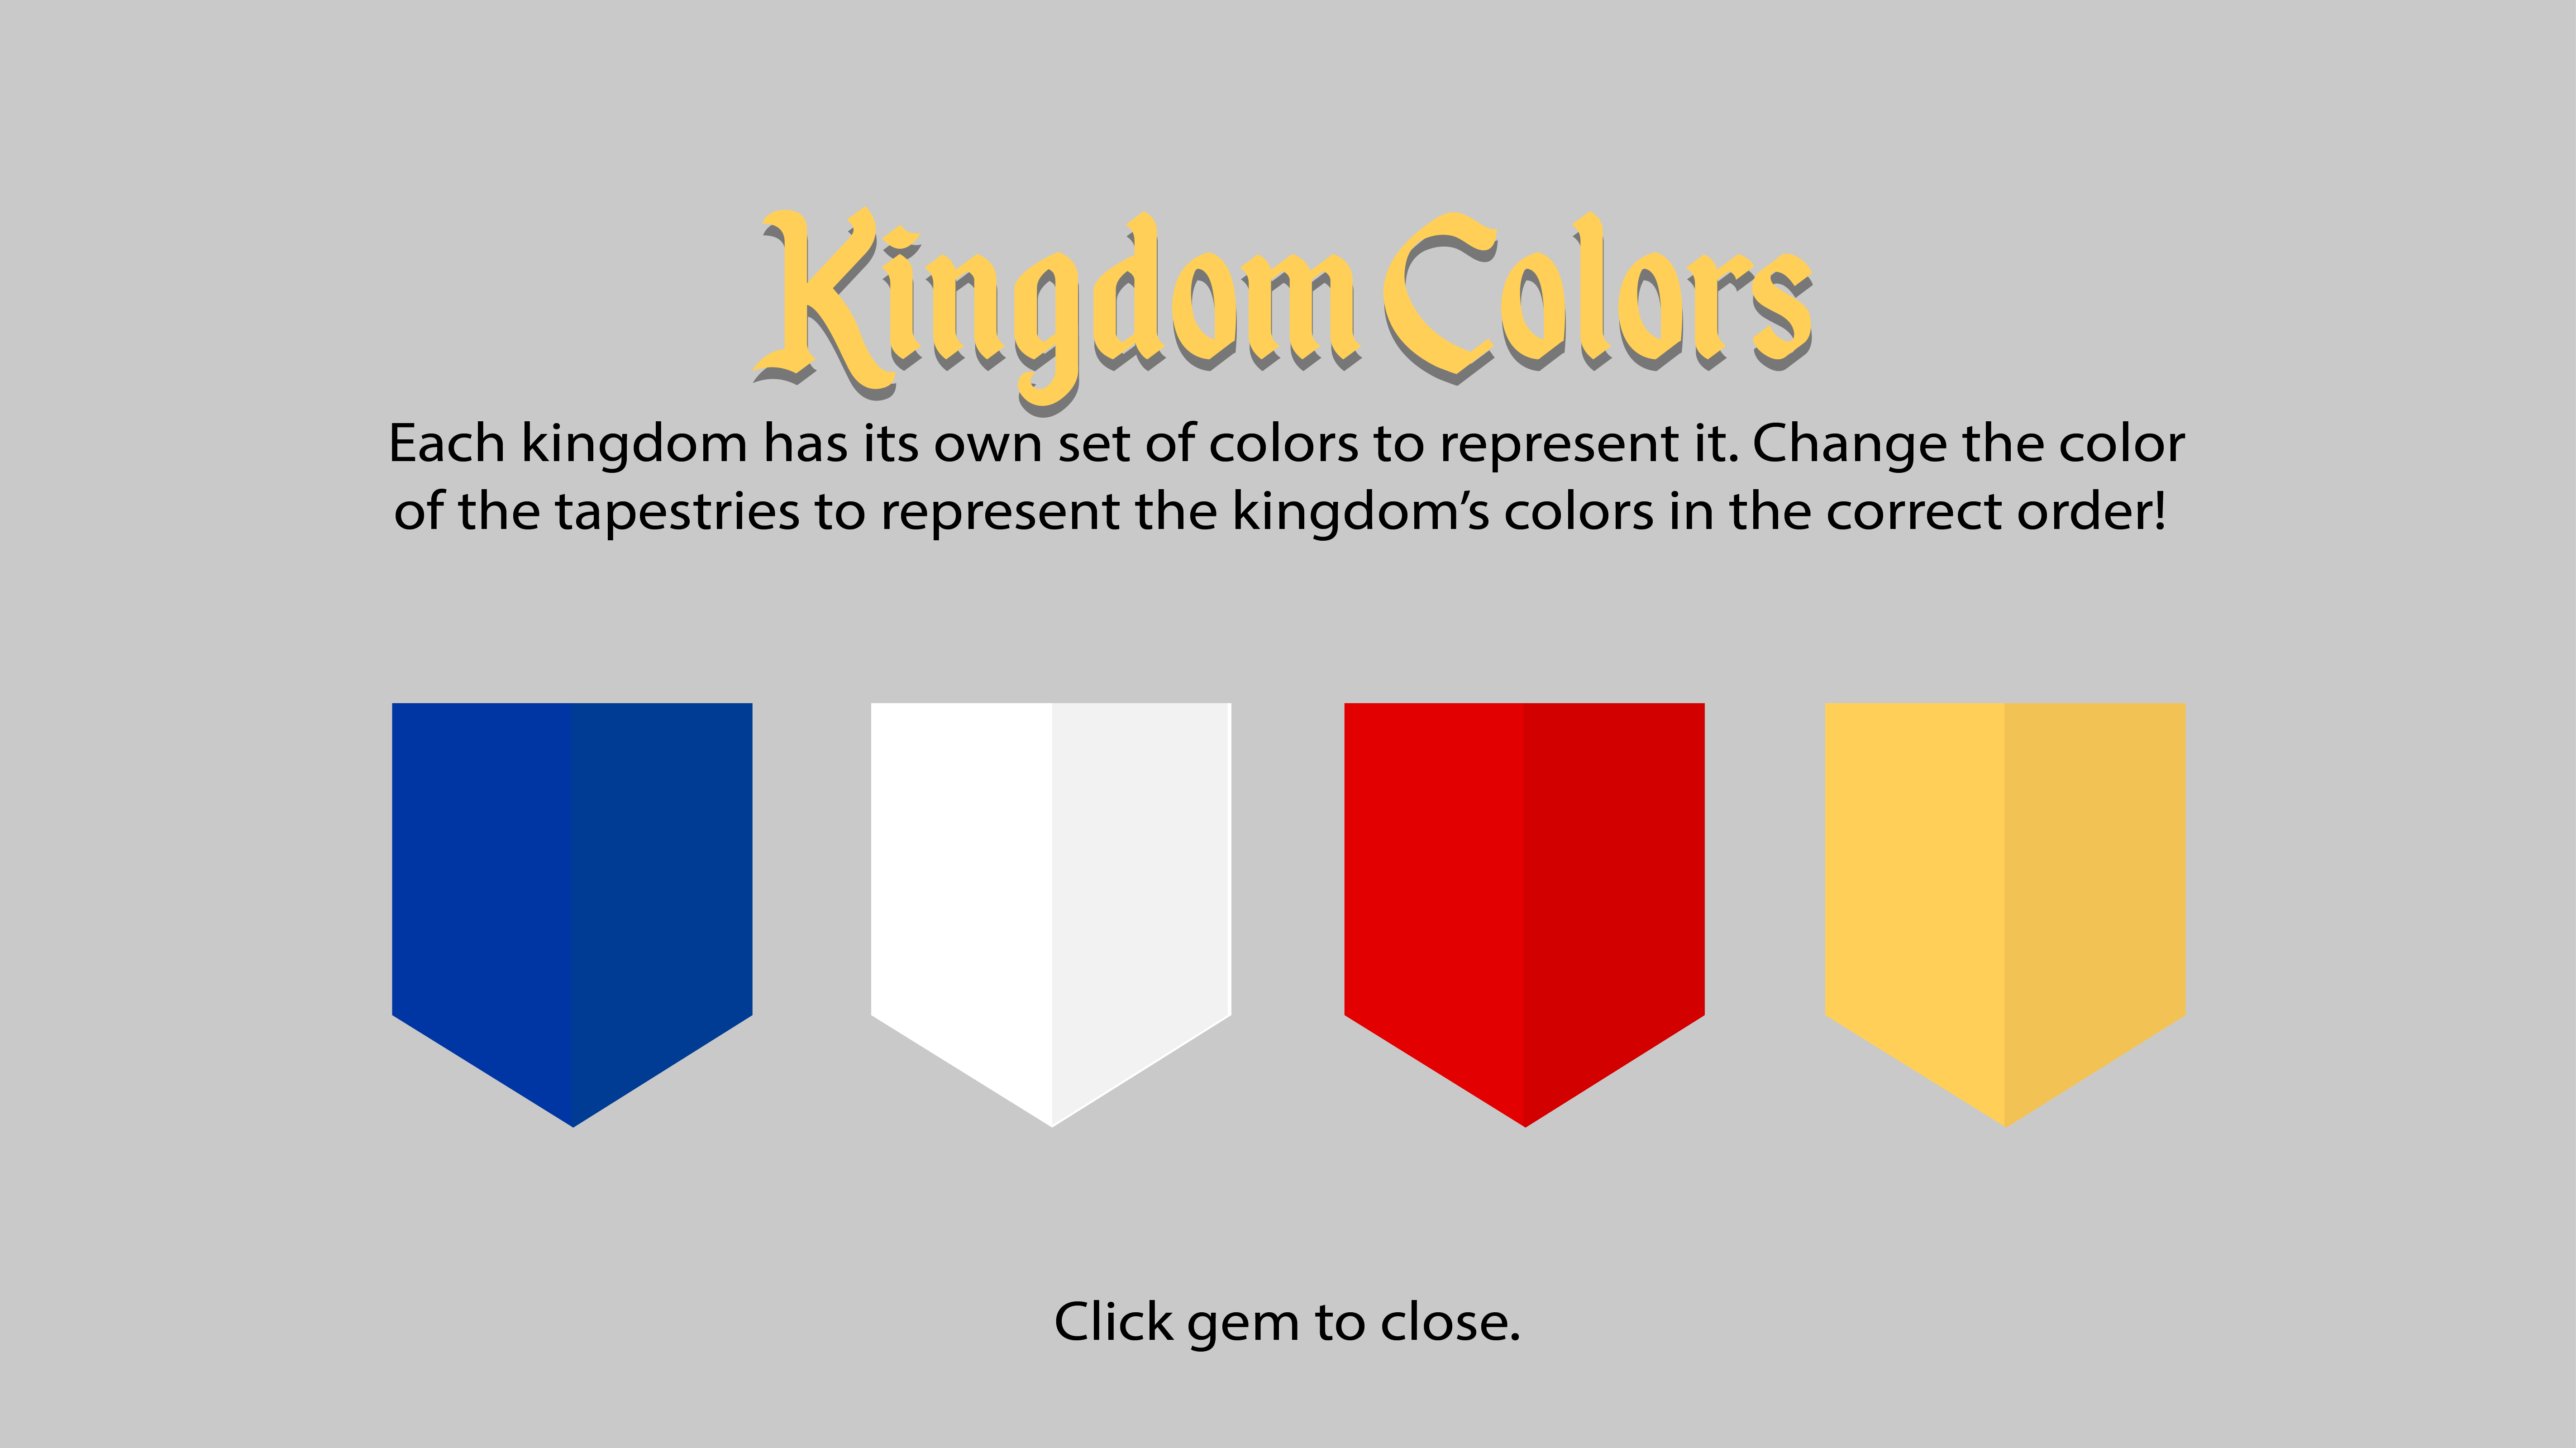 Kingdom Colors
Each kingdom has its own set of colors to represent it. Change the color
of the tapestries to represent the kingdom’s colors in the correct order!
Click gem to close.